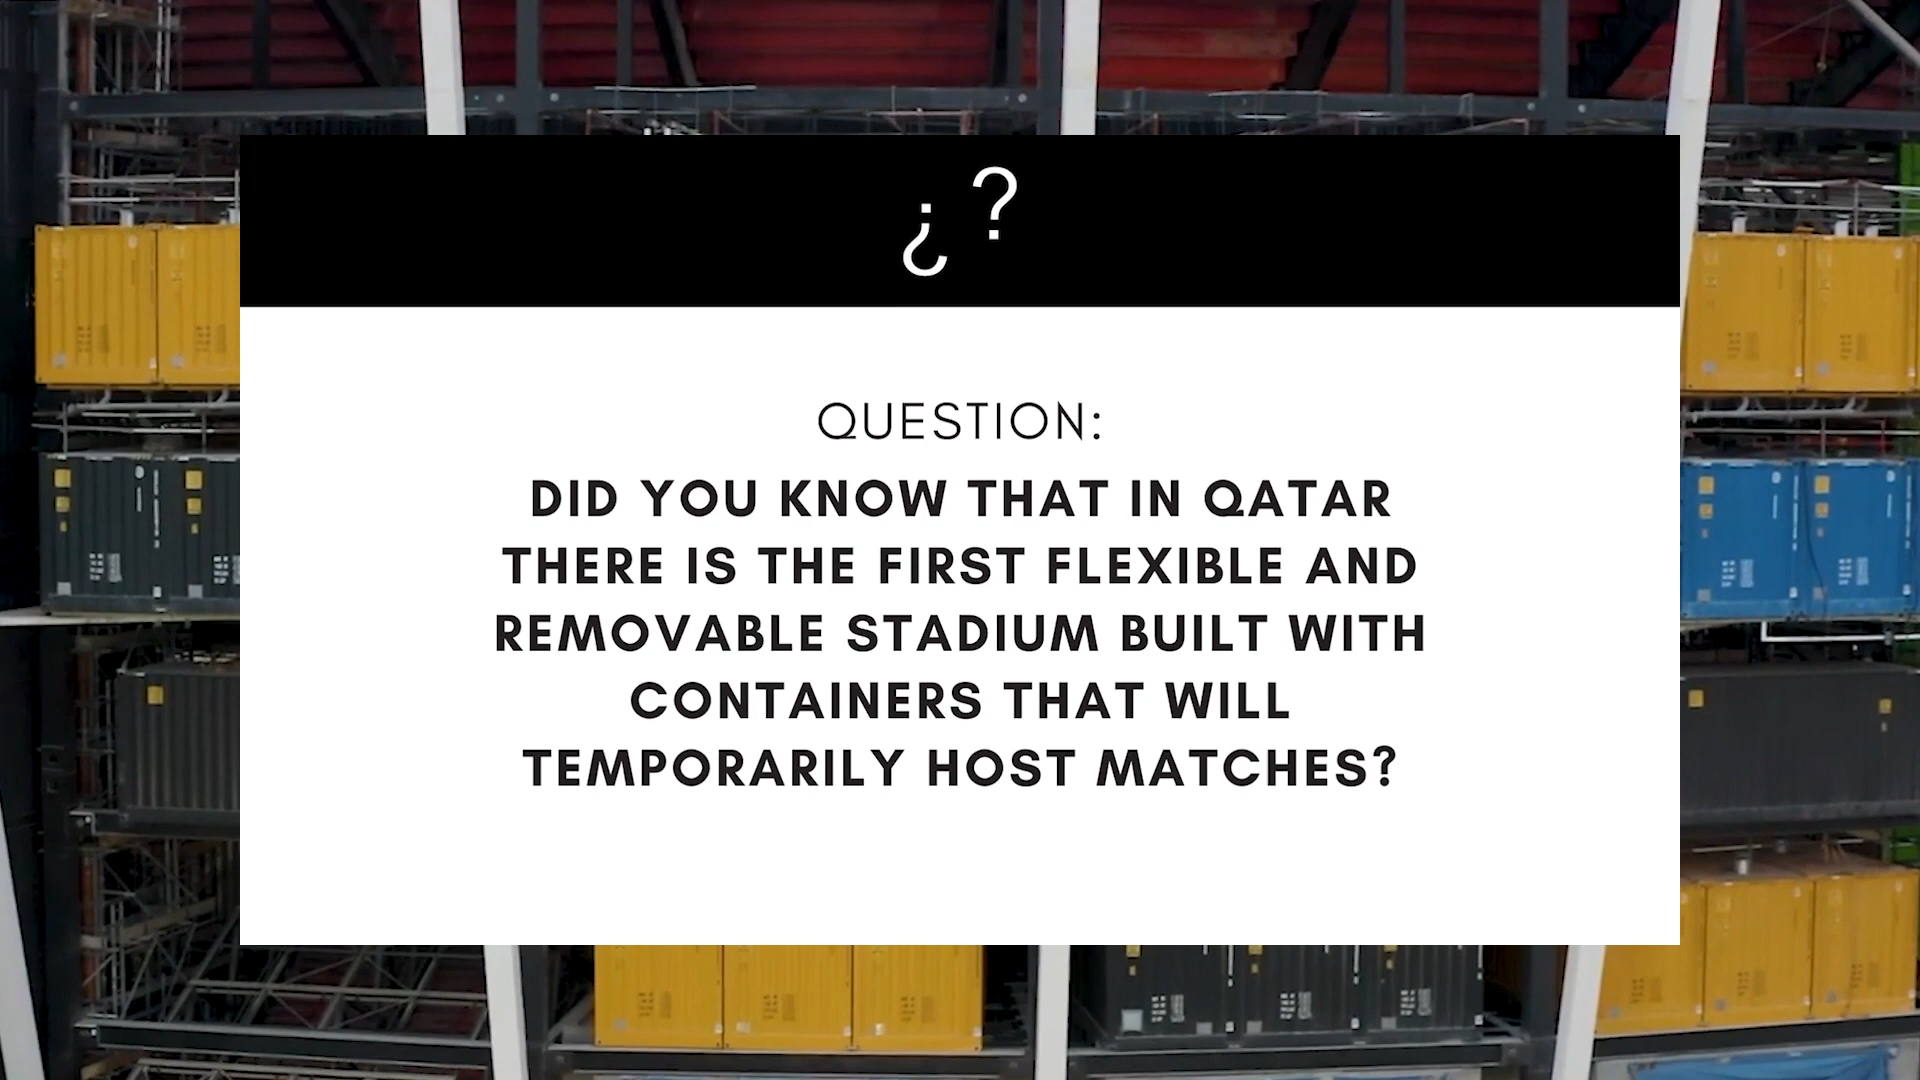 ¿?
QUESTION:
DID YOU KNOW THAT IN QATAR
THERE IS THE FIRST FLEXIBLE AND
REMOVABLE STADIUM BUILT WITH
CONTAINERS THAT WILL
TEMPORARILY HOST MATCHES?